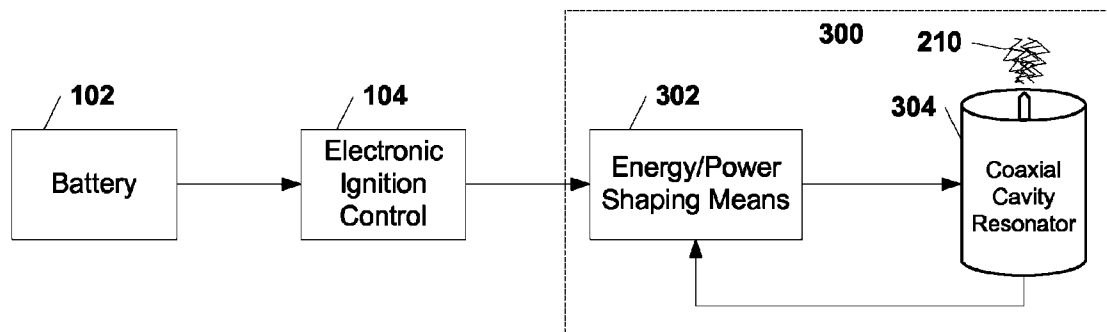 300
210
102
104
302
304
Battery
Electronic
Ignition
Control
Energy/Power
Shaping Means
Coaxial
Cavity
Resonator